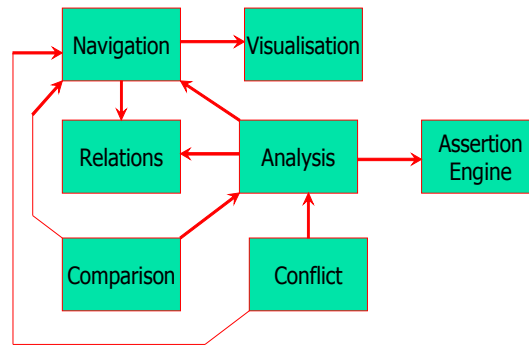 Navigation
Visualisation
Relations
Analysis
Assertion
Engine
Comparison
Conflict